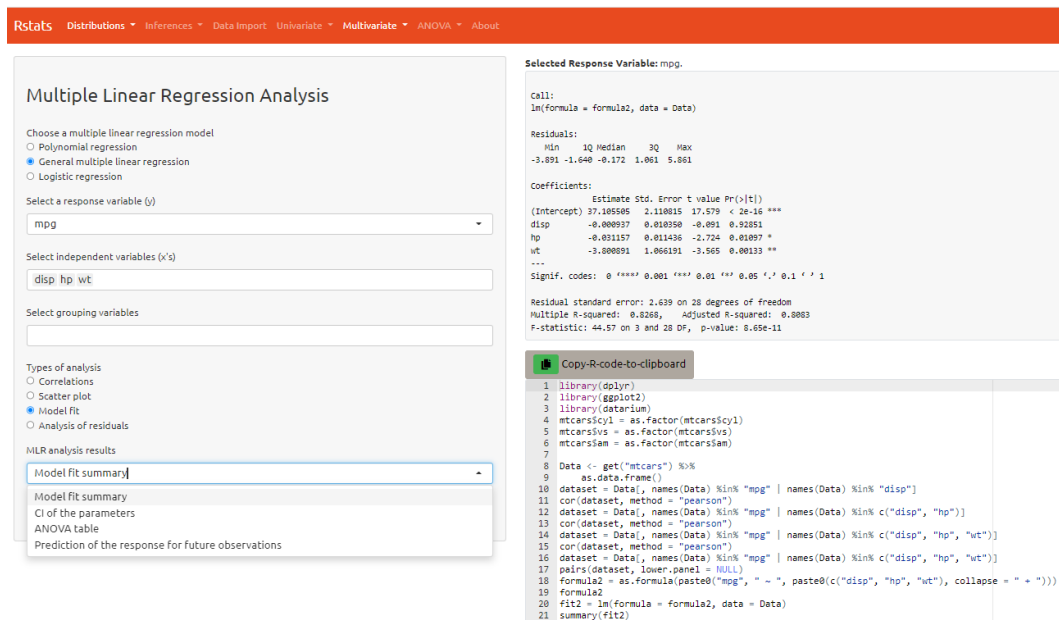 Rstats Distributions Inferences Data Import Univariate Multivariate ANOVA About
Multiple Linear Regression Analysis
Choose a multiple linear regression model
Polynomial regression
General multiple linear regression
Logistic regression
Select a response variable (y)
mpg
Select independent variables (x's)
disp hp wt
Select grouping variables
Types of analysis
Correlations
Scatter plot
Model fit
Analysis of residuals
MLR analysis results
Model fit summary
Model fit summary
CI of the parameters
ANOVA table
Prediction of the response for future observations
Selected Response Variable: mpg.
Call:
lm(formula = formula2, data = Data)
Residuals:
Min 1Q Median 3Q Max
-3.891 -1.640 -0.172 1.061 5.861
Coefficients:
Estimate Std. Error t value Pr(>|t|)
(Intercept) 37.105505 2.110815 17.579 < 2e-16 ***
disp -0.000937 0.010350 -0.091 0.92851
hp -0.031157 0.011436 -2.724 0.01097 *
wt -3.800891 1.066191 -3.565 0.00133 **
---
Signif. codes: 0 ‘***’ 0.001 ‘**’ 0.01 ‘*’ 0.05 ‘.’ 0.1 ‘ ’ 1
Residual standard error: 2.639 on 28 degrees of freedom
Multiple R-squared: 0.8268, Adjusted R-squared: 0.8083
F-statistic: 44.57 on 3 and 28 DF, p-value: 8.65e-11
Copy-R-code-to-clipboard
1 library(dplyr)
2 library(ggplot2)
3 library(datarium)
4 mtcars$cyl = as.factor(mtcars$cyl)
5 mtcars$vs = as.factor(mtcars$vs)
6 mtcars$am = as.factor(mtcars$am)
7
8 Data <- get("mtcars") %>%
9 as.data.frame()
10 dataset = Data[, names(Data) %in% "mpg" | names(Data) %in% "disp"]
11 cor(dataset, method = "pearson")
12 dataset = Data[, names(Data) %in% "mpg" | names(Data) %in% c("disp", "hp")]
13 cor(dataset, method = "pearson")
14 dataset = Data[, names(Data) %in% "mpg" | names(Data) %in% c("disp", "hp", "wt")]
15 cor(dataset, method = "pearson")
16 dataset = Data[, names(Data) %in% "mpg" | names(Data) %in% c("disp", "hp", "wt")]
17 pairs(dataset, lower.panel = NULL)
18 formula2 = as.formula(paste0("mpg", " ~ ", paste0(c("disp", "hp", "wt"), collapse = " + ")))
19 formula2
20 fit2 = lm(formula = formula2, data = Data)
21 summary(fit2)